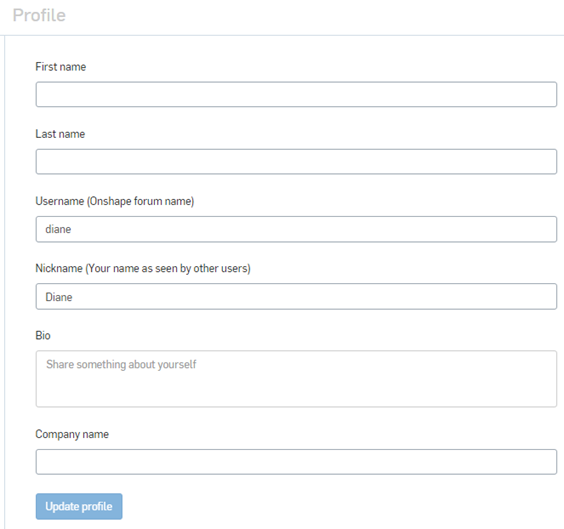 Profile
First name
Last name
Username (Onshape forum name)
diane
Nickname (Your name as seen by other users)
Diane
Bio
Share something about yourself
Company name
Update profile